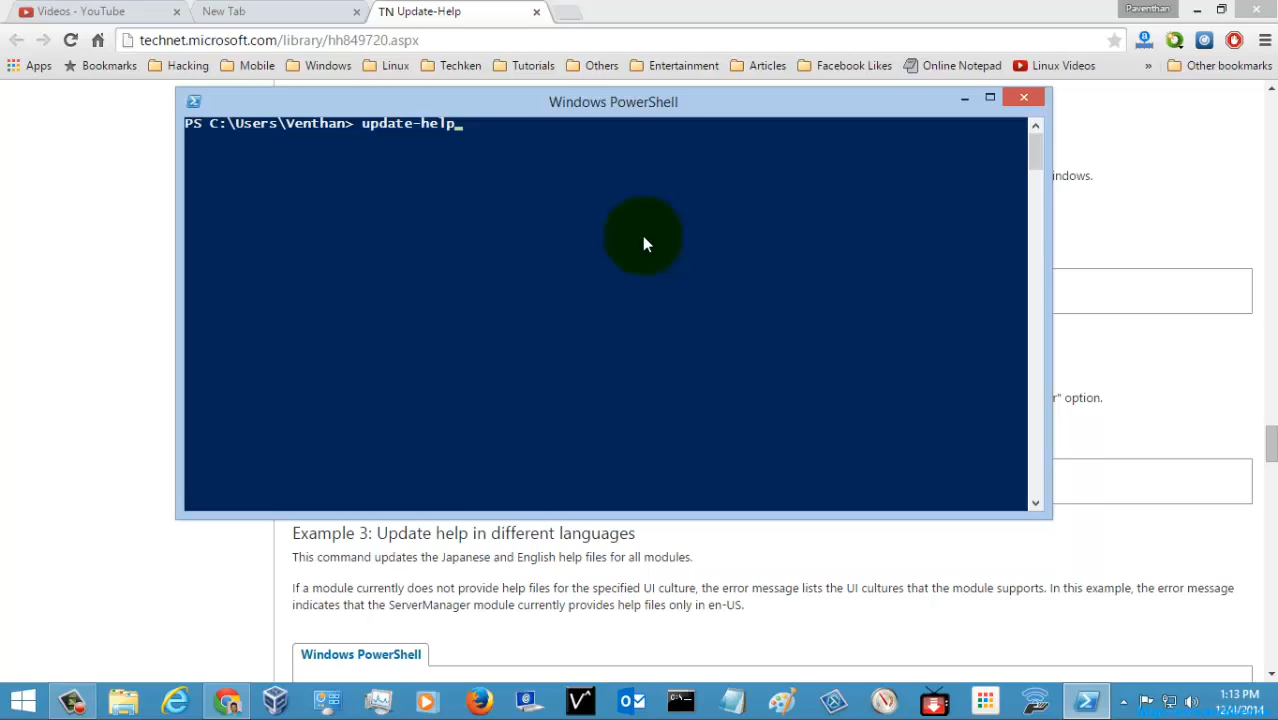 Videos - YouTube
New Tab
TN Update-Help
Paventhan
technet.microsoft.com/library/hh849720.aspx
Apps
Bookmarks
Hacking
Mobile
Windows
Linux
Techken
Tutorials
Others
Entertainment
Articles
Facebook Likes
Online Notepad
Linux Videos
»
Other bookmarks
Windows PowerShell
PS C:\Users\Venthan> update-help_
indows.
r" option.
Example 3: Update help in different languages
This command updates the Japanese and English help files for all modules.
If a module currently does not provide help files for the specified UI culture, the error message lists the UI cultures that the module supports. In this example, the error message
indicates that the ServerManager module currently provides help files only in en-US.
Windows PowerShell
1:13 PM